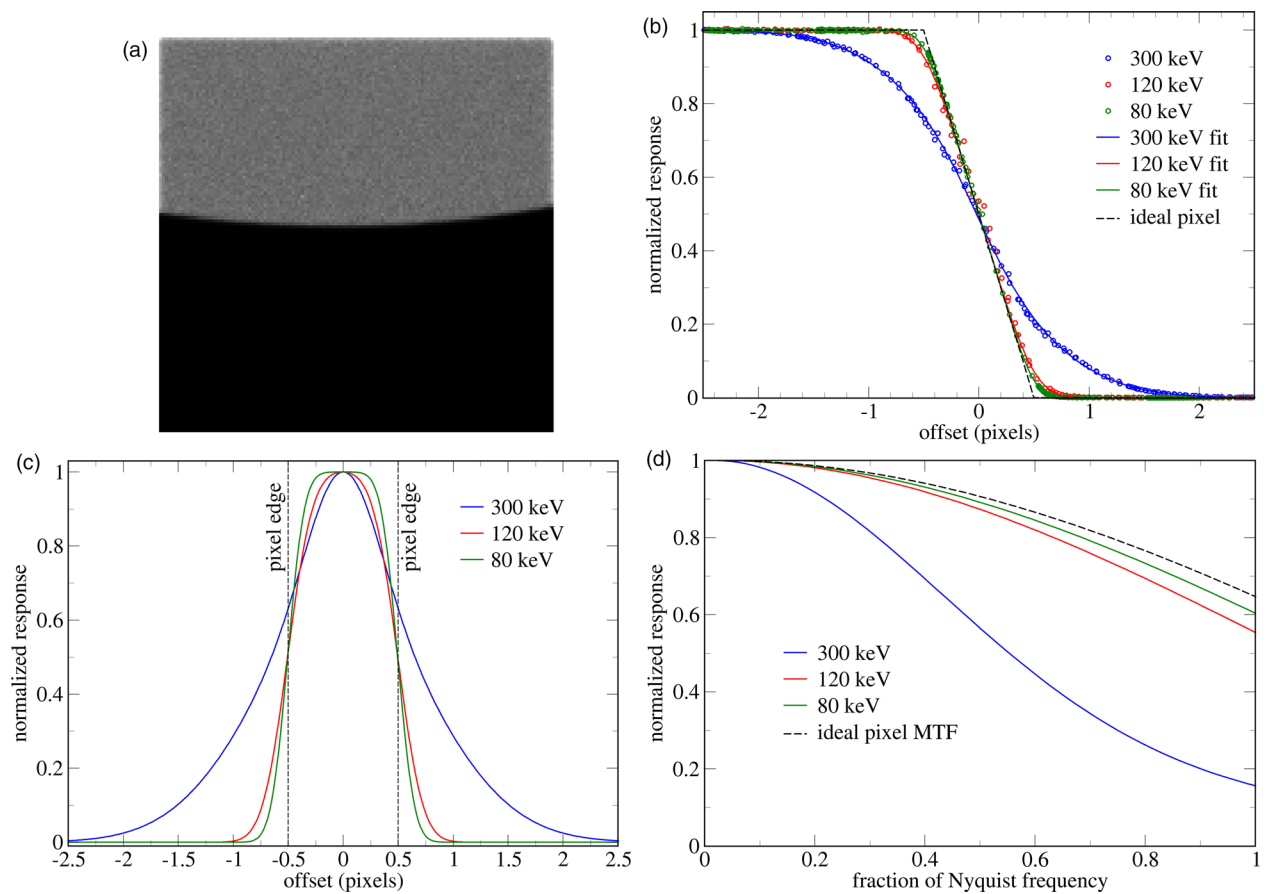 (a)
(b)
normalized response
1
0.8
0.6
0.4
0.2
0
-2
-1
0
1
2
offset (pixels)
300 keV
120 keV
80 keV
300 keV fit
120 keV fit
80 keV fit
ideal pixel
(c)
normalized response
1
0.8
0.6
0.4
0.2
0
-2.5
-2
-1.5
-1
-0.5
0
0.5
1
1.5
2
2.5
offset (pixels)
pixel edge
pixel edge
300 keV
120 keV
80 keV
(d)
normalized response
1
0.8
0.6
0.4
0.2
0
0
0.2
0.4
0.6
0.8
1
fraction of Nyquist frequency
300 keV
120 keV
80 keV
ideal pixel MTF